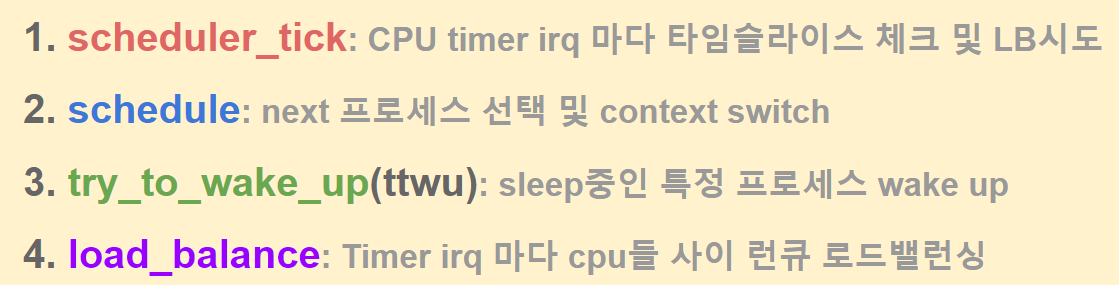 1. scheduler_tick: CPU timer irq 마다 타임슬라이스 체크 및 LB시도
2. schedule: next 프로세스 선택 및 context switch
3. try_to_wake_up(ttwu): sleep중인 특정 프로세스 wake up
4. load_balance: Timer irq 마다 cpu들 사이 런큐 로드밸런싱